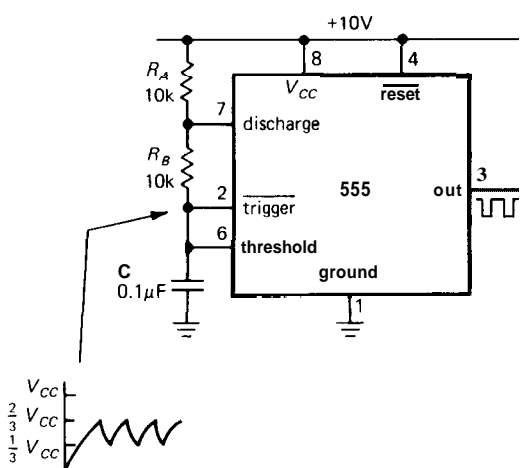 +10V
R_A
10k
8
4
V_CC
reset
7
discharge
R_B
10k
2
trigger
555
out
3
6
threshold
C
0.1μF
ground
1
V_CC
2/3 V_CC
1/3 V_CC